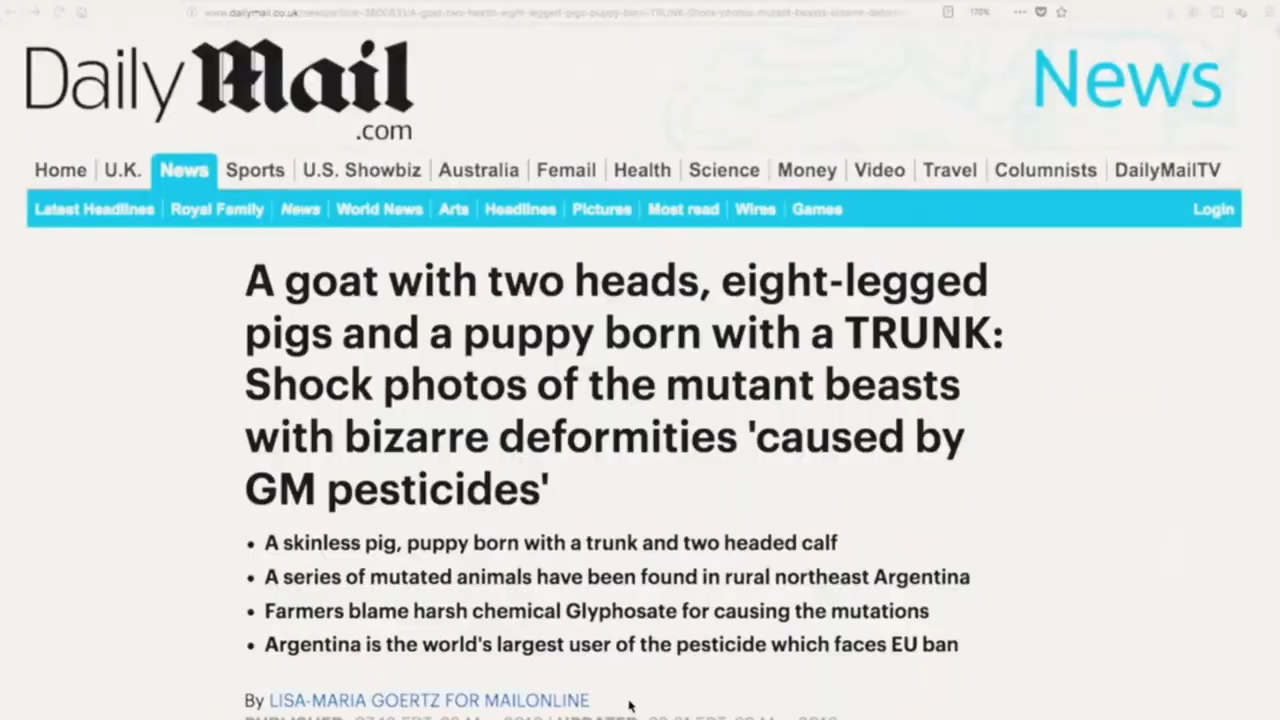 Daily Mail
.com
News
Home U.K. News Sports U.S. Showbiz Australia Femail Health Science Money Video Travel Columnists DailyMailTV
Latest Headlines Royal Family News World News Arts Headlines Pictures Most read Wires Games Login
A goat with two heads, eight-legged
pigs and a puppy born with a TRUNK:
Shock photos of the mutant beasts
with bizarre deformities 'caused by
GM pesticides'
• A skinless pig, puppy born with a trunk and two headed calf
• A series of mutated animals have been found in rural northeast Argentina
• Farmers blame harsh chemical Glyphosate for causing the mutations
• Argentina is the world's largest user of the pesticide which faces EU ban
By LISA-MARIA GOERTZ FOR MAILONLINE